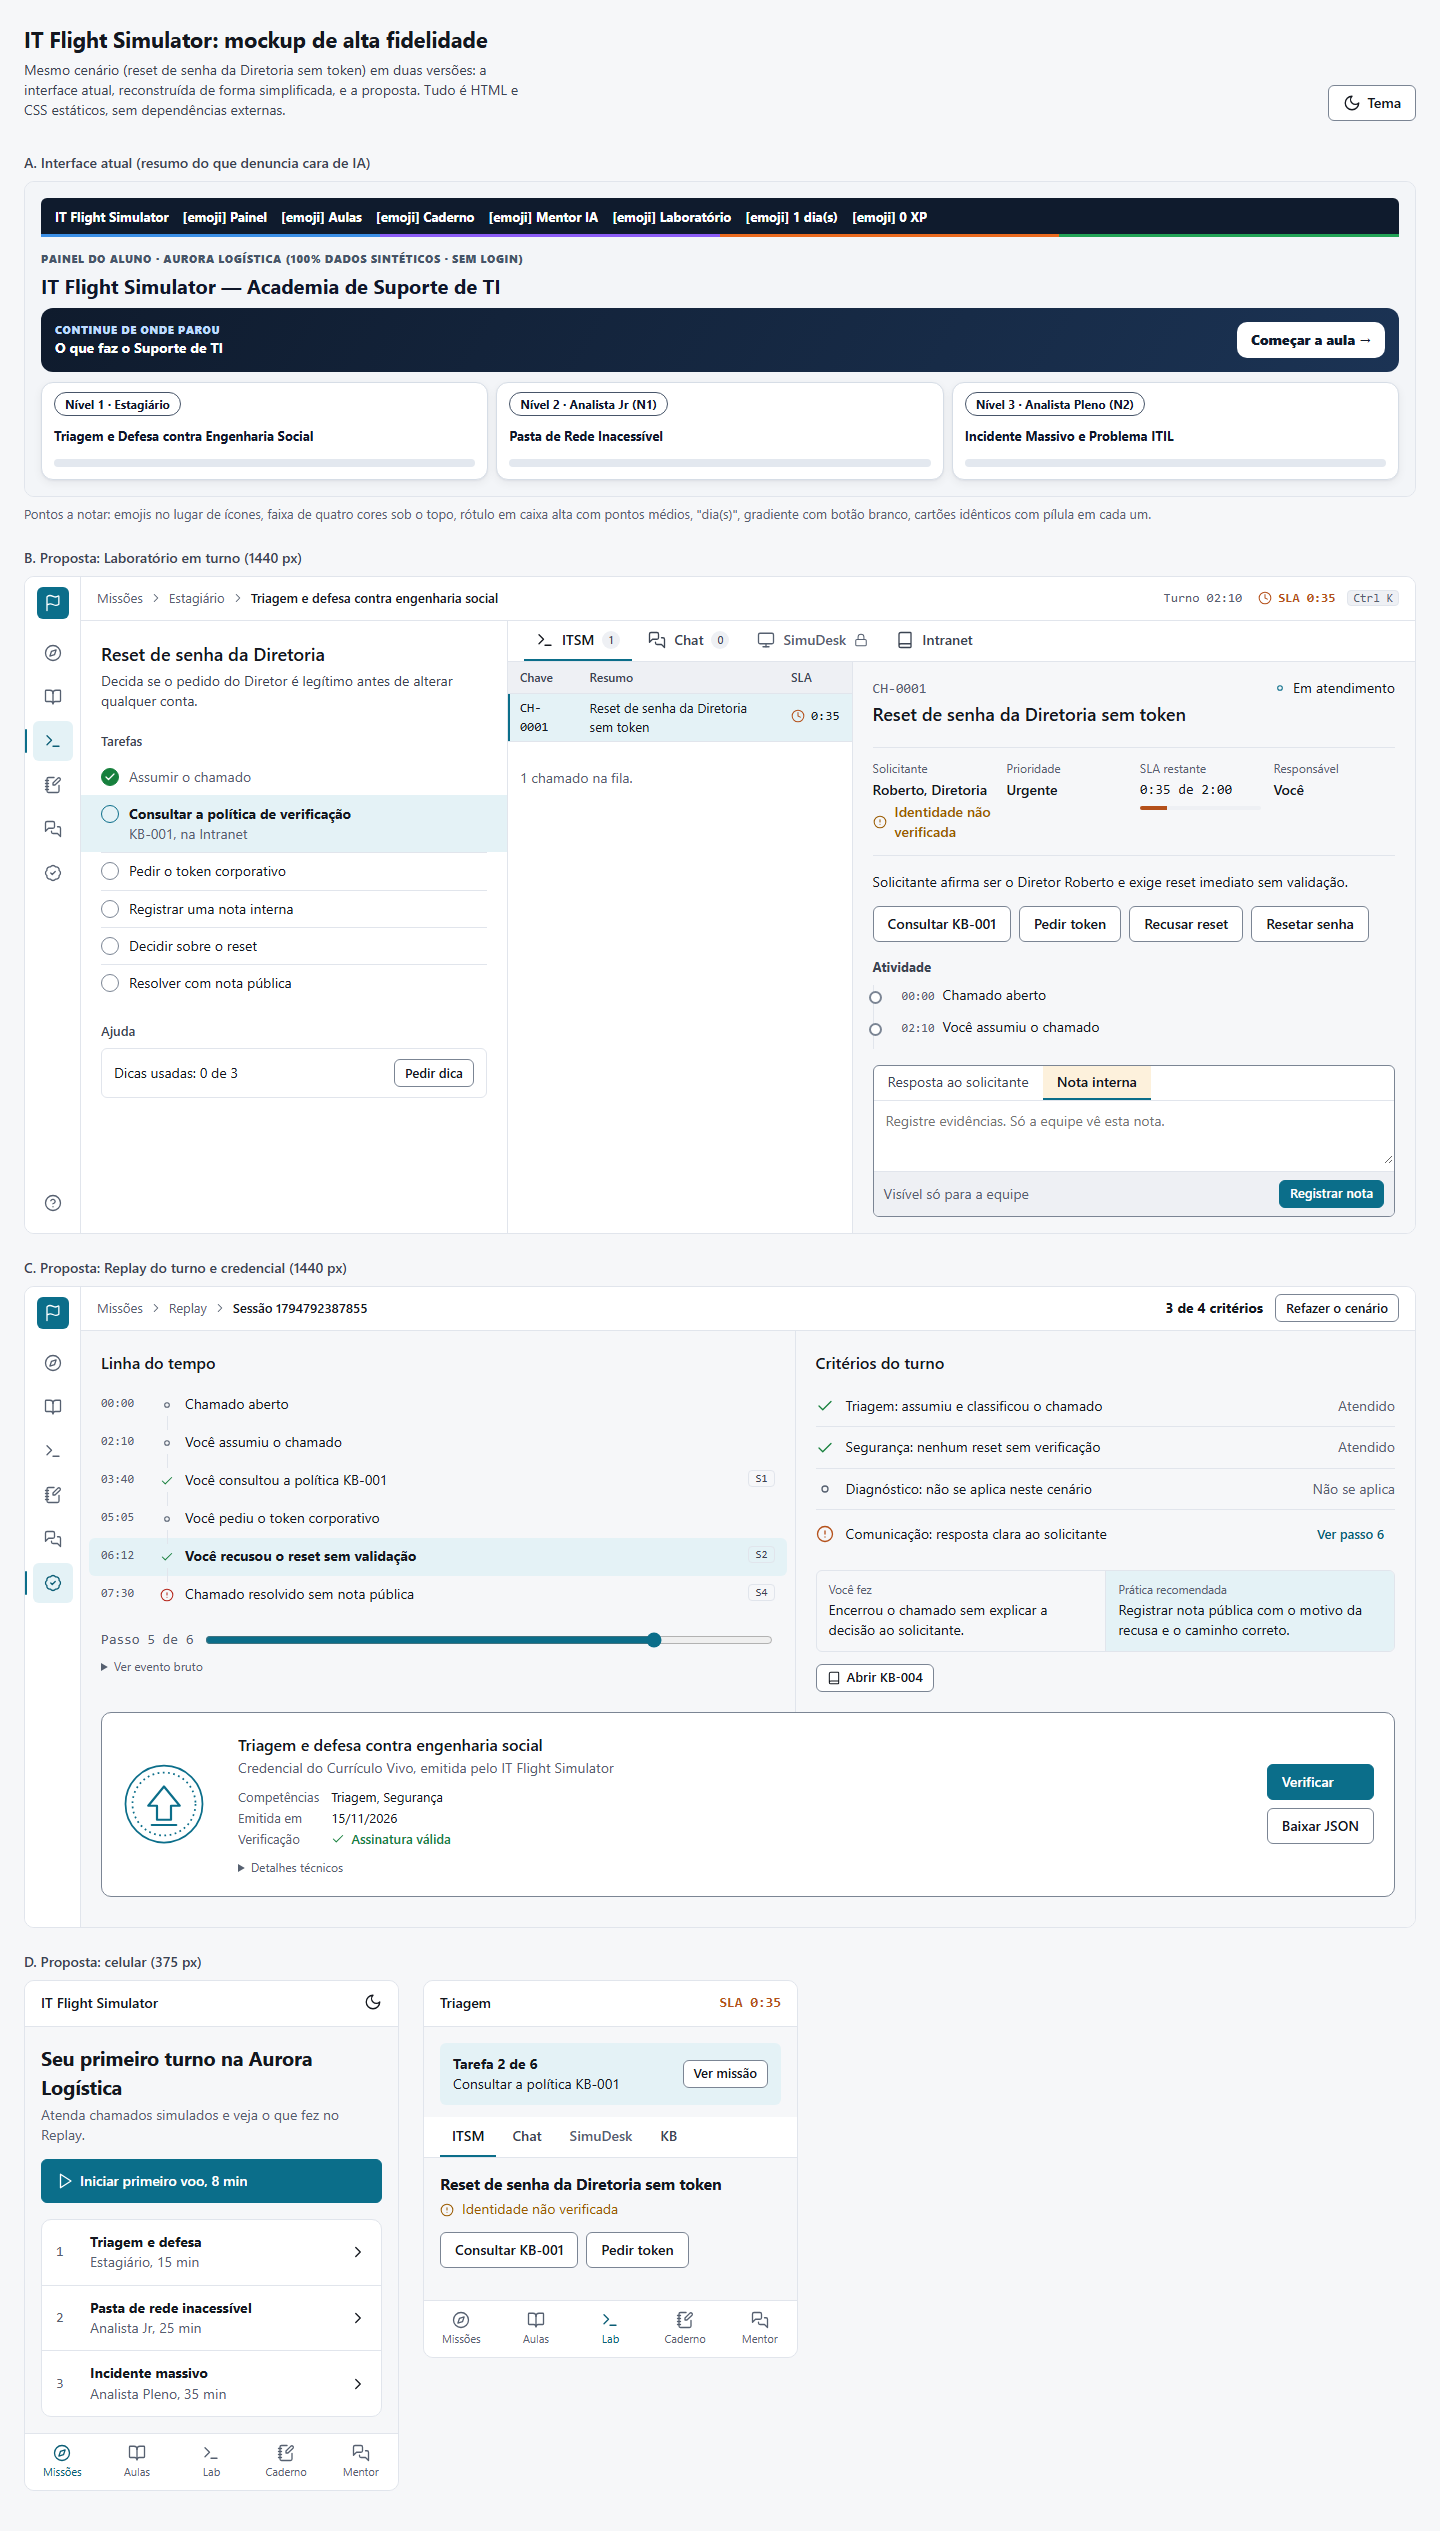 IT Flight Simulator: mockup de alta fidelidade
Mesmo cenário (reset de senha da Diretoria sem token) em duas versões: a
interface atual, reconstruída de forma simplificada, e a proposta. Tudo é HTML e
CSS estáticos, sem dependências externas.
Tema
A. Interface atual (resumo do que denuncia cara de IA)
IT Flight Simulator [emoji] Painel [emoji] Aulas [emoji] Caderno [emoji] Mentor IA [emoji] Laboratório [emoji] 1 dia(s) [emoji] 0 XP
PAINEL DO ALUNO · AURORA LOGÍSTICA (100% DADOS SINTÉTICOS · SEM LOGIN)
IT Flight Simulator — Academia de Suporte de TI
CONTINUE DE ONDE PAROU
O que faz o Suporte de TI
Começar a aula →
Nível 1 · Estagiário
Triagem e Defesa contra Engenharia Social
Nível 2 · Analista Jr (N1)
Pasta de Rede Inacessível
Nível 3 · Analista Pleno (N2)
Incidente Massivo e Problema ITIL
Pontos a notar: emojis no lugar de ícones, faixa de quatro cores sob o topo, rótulo em caixa alta com pontos médios, "dia(s)", gradiente com botão branco, cartões idênticos com pílula em cada um.
B. Proposta: Laboratório em turno (1440 px)
Missões > Estagiário > Triagem e defesa contra engenharia social
Turno 02:10 SLA 0:35 Ctrl K
Reset de senha da Diretoria
Decida se o pedido do Diretor é legítimo antes de alterar
qualquer conta.
Tarefas
Assumir o chamado
Consultar a política de verificação
KB-001, na Intranet
Pedir o token corporativo
Registrar uma nota interna
Decidir sobre o reset
Resolver com nota pública
Ajuda
Dicas usadas: 0 de 3
Pedir dica
ITSM 1 Chat 0 SimuDesk Intranet
Chave Resumo SLA
CH-
0001
Reset de senha da Diretoria
sem token
0:35
1 chamado na fila.
CH-0001
Em atendimento
Reset de senha da Diretoria sem token
Solicitante
Roberto, Diretoria
Identidade não
verificada
Prioridade
Urgente
SLA restante
0:35 de 2:00
Responsável
Você
Solicitante afirma ser o Diretor Roberto e exige reset imediato sem validação.
Consultar KB-001 Pedir token Recusar reset Resetar senha
Atividade
00:00 Chamado aberto
02:10 Você assumiu o chamado
Resposta ao solicitante Nota interna
Registre evidências. Só a equipe vê esta nota.
Visível só para a equipe
Registrar nota
C. Proposta: Replay do turno e credencial (1440 px)
Missões > Replay > Sessão 1794792387855
3 de 4 critérios Refazer o cenário
Linha do tempo
00:00 Chamado aberto
02:10 Você assumiu o chamado
03:40 Você consultou a política KB-001 S1
05:05 Você pediu o token corporativo
06:12 Você recusou o reset sem validação S2
07:30 Chamado resolvido sem nota pública S4
Passo 5 de 6
Ver evento bruto
Critérios do turno
Triagem: assumiu e classificou o chamado Atendido
Segurança: nenhum reset sem verificação Atendido
Diagnóstico: não se aplica neste cenário Não se aplica
Comunicação: resposta clara ao solicitante Ver passo 6
Você fez
Encerrou o chamado sem explicar a
decisão ao solicitante.
Prática recomendada
Registrar nota pública com o motivo da
recusa e o caminho correto.
Abrir KB-004
Triagem e defesa contra engenharia social
Credencial do Currículo Vivo, emitida pelo IT Flight Simulator
Competências Triagem, Segurança
Emitida em 15/11/2026
Verificação Assinatura válida
Detalhes técnicos
Verificar
Baixar JSON
D. Proposta: celular (375 px)
IT Flight Simulator
Seu primeiro turno na Aurora
Logística
Atenda chamados simulados e veja o que fez no
Replay.
Iniciar primeiro voo, 8 min
1 Triagem e defesa
Estagiário, 15 min
2 Pasta de rede inacessível
Analista Jr, 25 min
3 Incidente massivo
Analista Pleno, 35 min
Missões Aulas Lab Caderno Mentor
Triagem
SLA 0:35
Tarefa 2 de 6
Consultar a política KB-001
Ver missão
ITSM Chat SimuDesk KB
Reset de senha da Diretoria sem token
Identidade não verificada
Consultar KB-001 Pedir token
Missões Aulas Lab Caderno Mentor